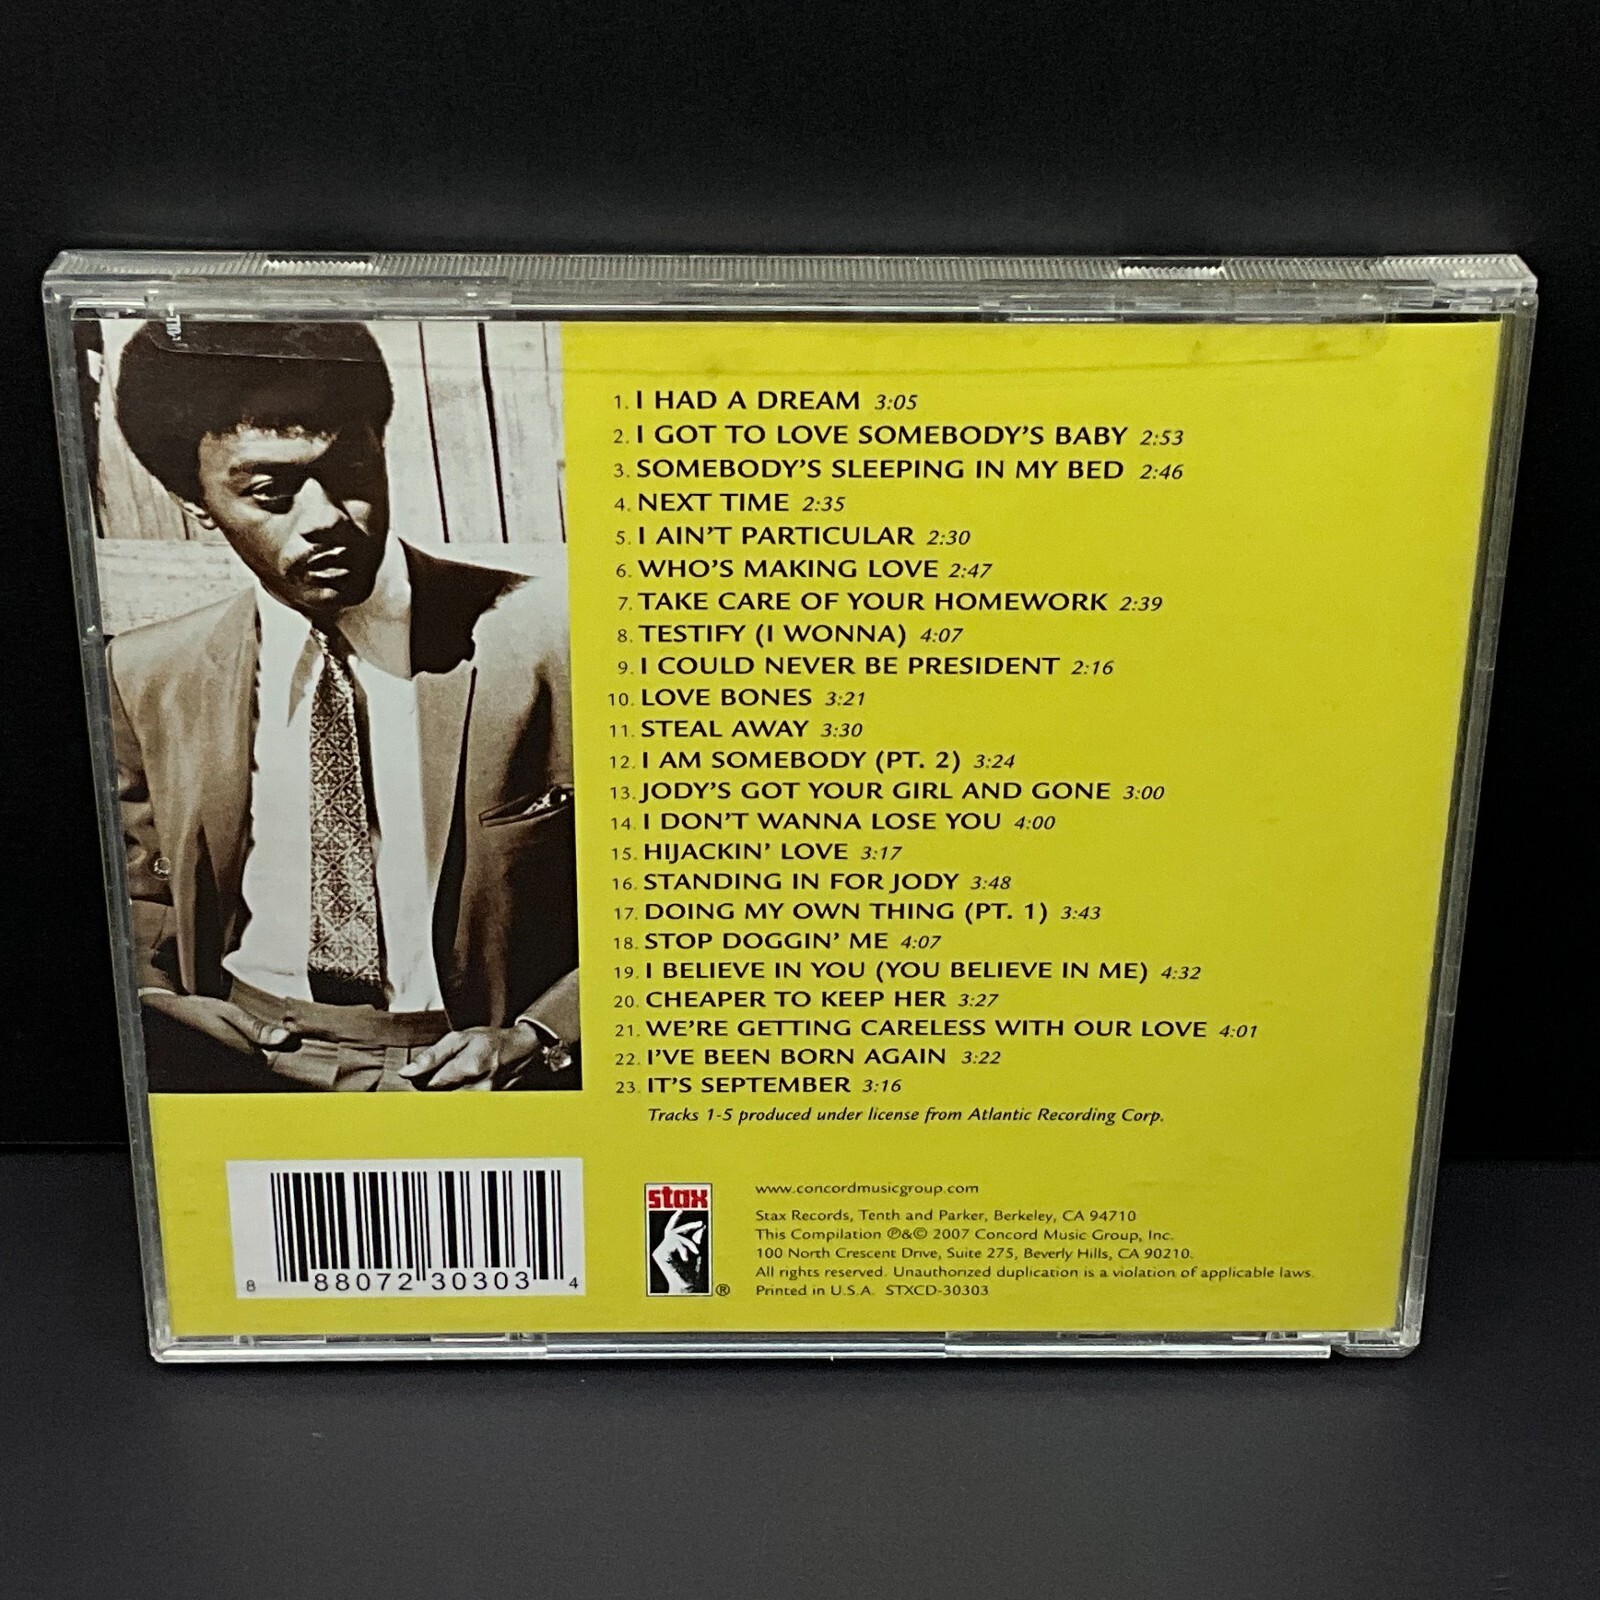 1. I HAD A DREAM 3:05
2. I GOT TO LOVE SOMEBODY'S BABY 2:53
3. SOMEBODY'S SLEEPING IN MY BED 2:46
4. NEXT TIME 2:35
5. I AIN'T PARTICULAR 2:30
6. WHO'S MAKING LOVE 2:47
7. TAKE CARE OF YOUR HOMEWORK 2:39
8. TESTIFY (I WONNA) 4:07
9. I COULD NEVER BE PRESIDENT 2:16
10. LOVE BONES 3:21
11. STEAL AWAY 3:30
12. I AM SOMEBODY (PT. 2) 3:24
13. JODY'S GOT YOUR GIRL AND GONE 3:00
14. I DON'T WANNA LOSE YOU 4:00
15. HIJACKIN' LOVE 3:17
16. STANDING IN FOR JODY 3:48
17. DOING MY OWN THING (PT. 1) 3:43
18. STOP DOGGIN' ME 4:07
19. I BELIEVE IN YOU (YOU BELIEVE IN ME) 4:32
20. CHEAPER TO KEEP HER 3:27
21. WE'RE GETTING CARELESS WITH OUR LOVE 4:01
22. I'VE BEEN BORN AGAIN 3:22
23. IT'S SEPTEMBER 3:16
Tracks 1-5 produced under license from Atlantic Recording Corp.
8 88072 30303 4
stax
®
www.concordmusicgroup.com
Stax Records, Tenth and Parker, Berkeley, CA 94710
This Compilation ℗&© 2007 Concord Music Group, Inc.
100 North Crescent Drive, Suite 275, Beverly Hills, CA 90210.
All rights reserved. Unauthorized duplication is a violation of applicable laws.
Printed in U.S.A. STXCD-30303